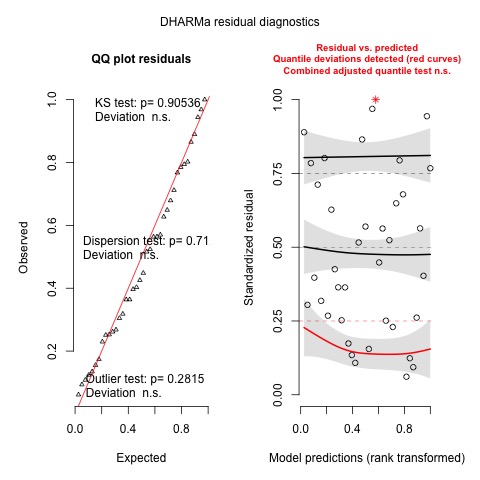 DHARMa residual diagnostics
QQ plot residuals
KS test: p= 0.90536
Deviation n.s.
Dispersion test: p= 0.71
Deviation n.s.
Outlier test: p= 0.2815
Deviation n.s.
Observed
0.2
0.4
0.6
0.8
1.0
0.0
0.4
0.8
Expected
Residual vs. predicted
Quantile deviations detected (red curves)
Combined adjusted quantile test n.s.
Standardized residual
0.00
0.25
0.50
0.75
1.00
0.0
0.4
0.8
Model predictions (rank transformed)